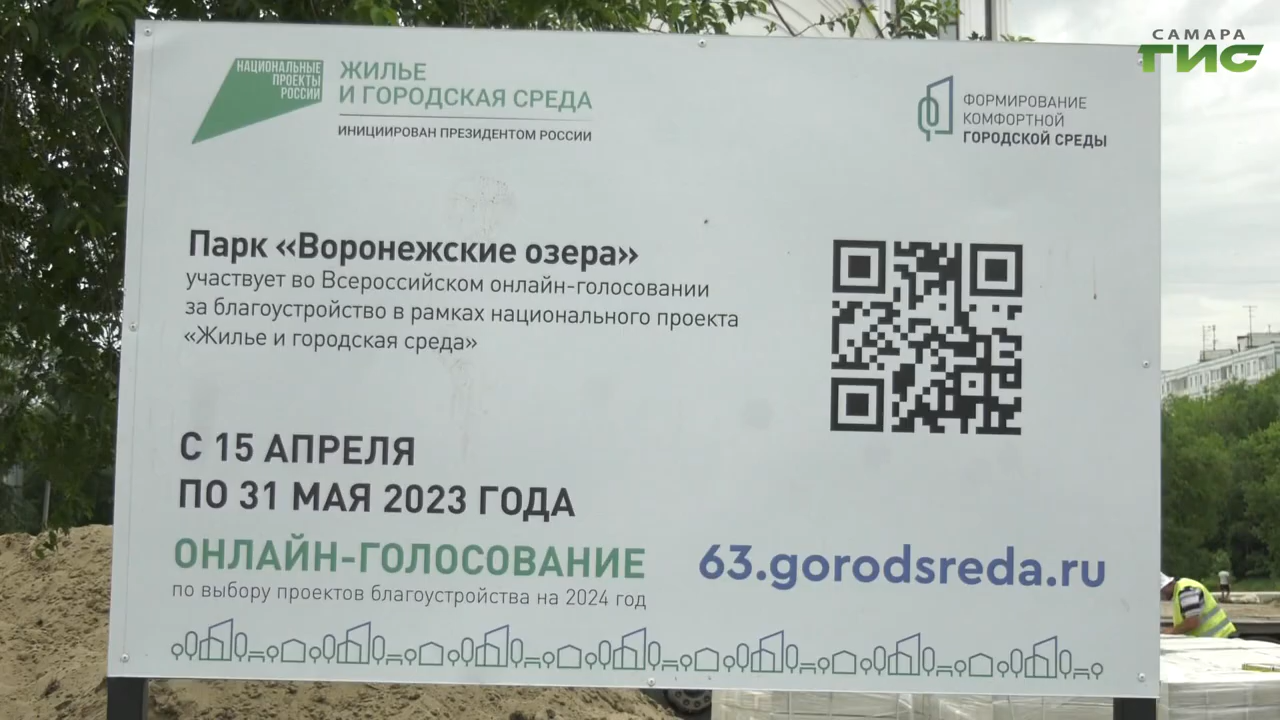 САМАРА
ГИС
НАЦИОНАЛЬНЫЕ
ПРОЕКТЫ
РОССИИ
ЖИЛЬЕ
И ГОРОДСКАЯ СРЕДА
ИНИЦИИРОВАН ПРЕЗИДЕНТОМ РОССИИ
ФОРМИРОВАНИЕ
КОМФОРТНОЙ
ГОРОДСКОЙ СРЕДЫ
Парк «Воронежские озера»
участвует во Всероссийском онлайн-голосовании
за благоустройство в рамках национального проекта
«Жилье и городская среда»
С 15 АПРЕЛЯ
ПО 31 МАЯ 2023 ГОДА
ОНЛАЙН-ГОЛОСОВАНИЕ
по выбору проектов благоустройства на 2024 год
63.gorodsreda.ru